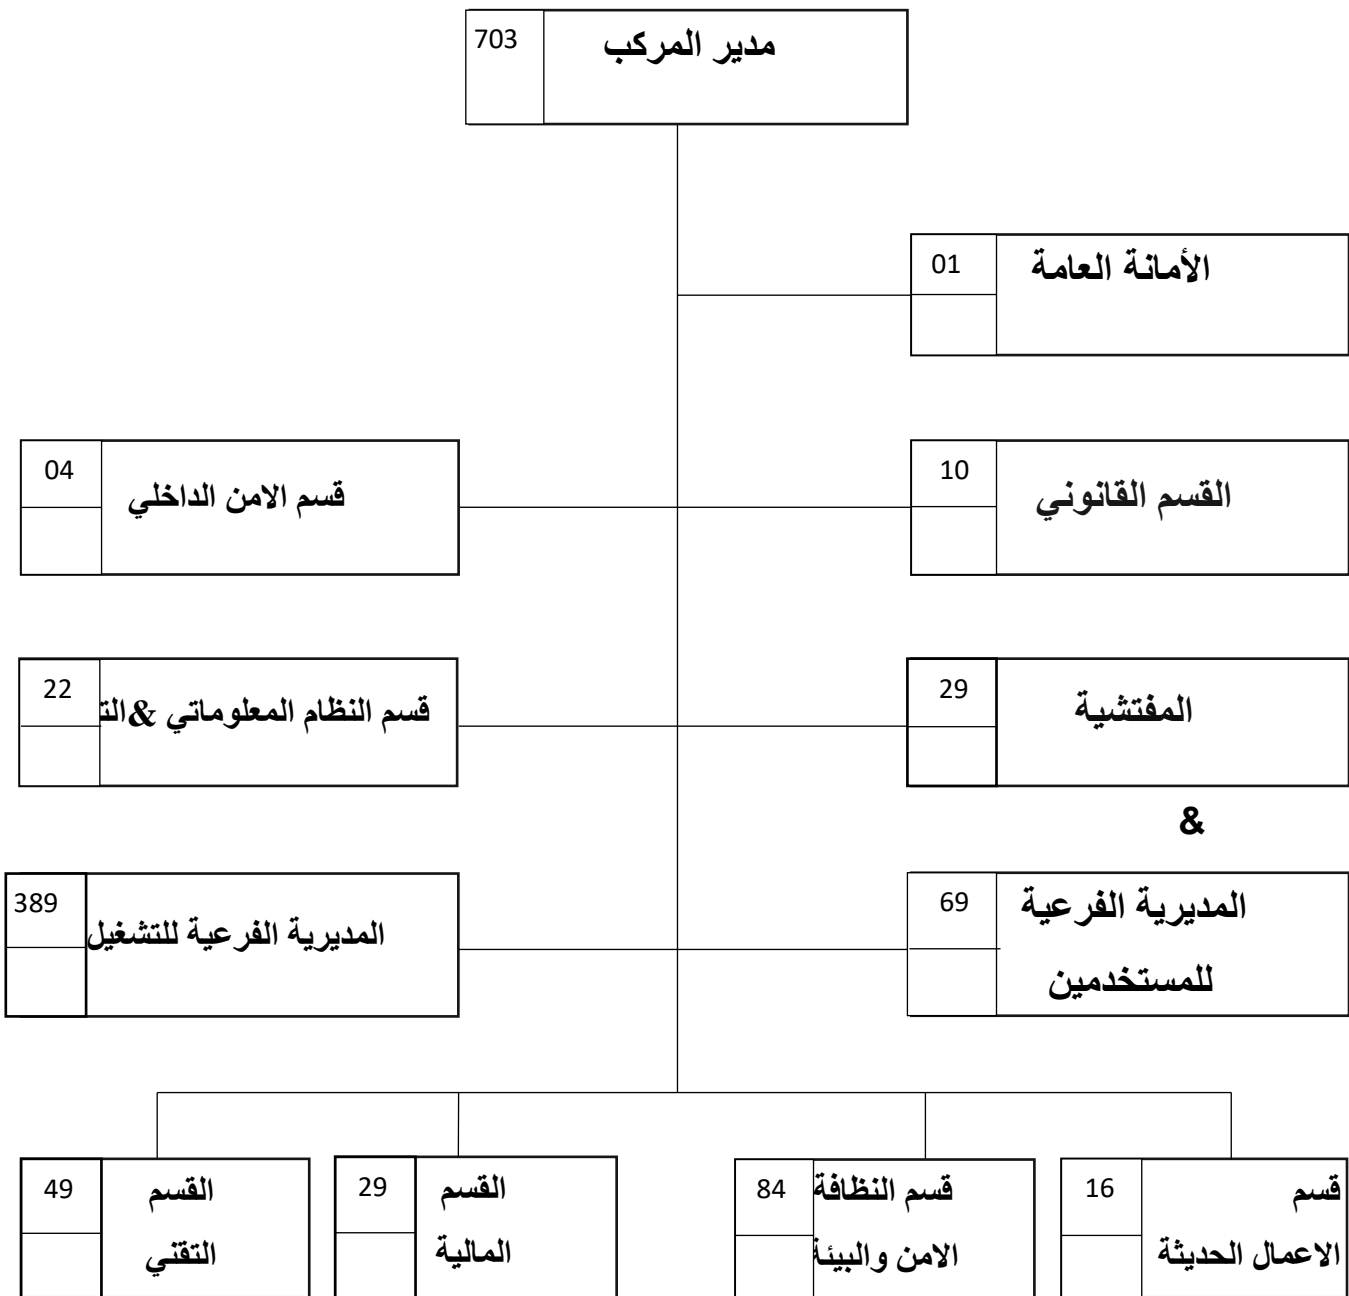 مدير المركب
703
الأمانة العامة
01
القسم القانوني
10
قسم الامن الداخلي
04
المفتشية
29
قسم النظام المعلوماتي &الت
22
&
المديرية الفرعية
للمستخدمين
69
المديرية الفرعية للتشغيل
389
قسم
الاعمال الحديثة
16
قسم النظافة
الامن والبيئة
84
القسم
المالية
29
القسم
التقني
49